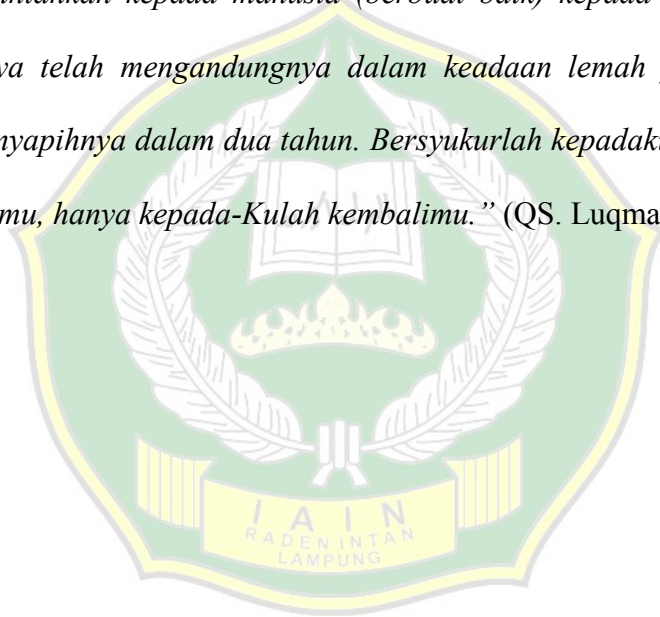 kepada manusia (berbuat baik) kepada
telah mengandungnya dalam keadaan lemah
dalam dua tahun. Bersyukurlah
hanya kepada-Kulah kembalimu.” (QS.
I A I N
RADEN INTAN
LAMPUNG